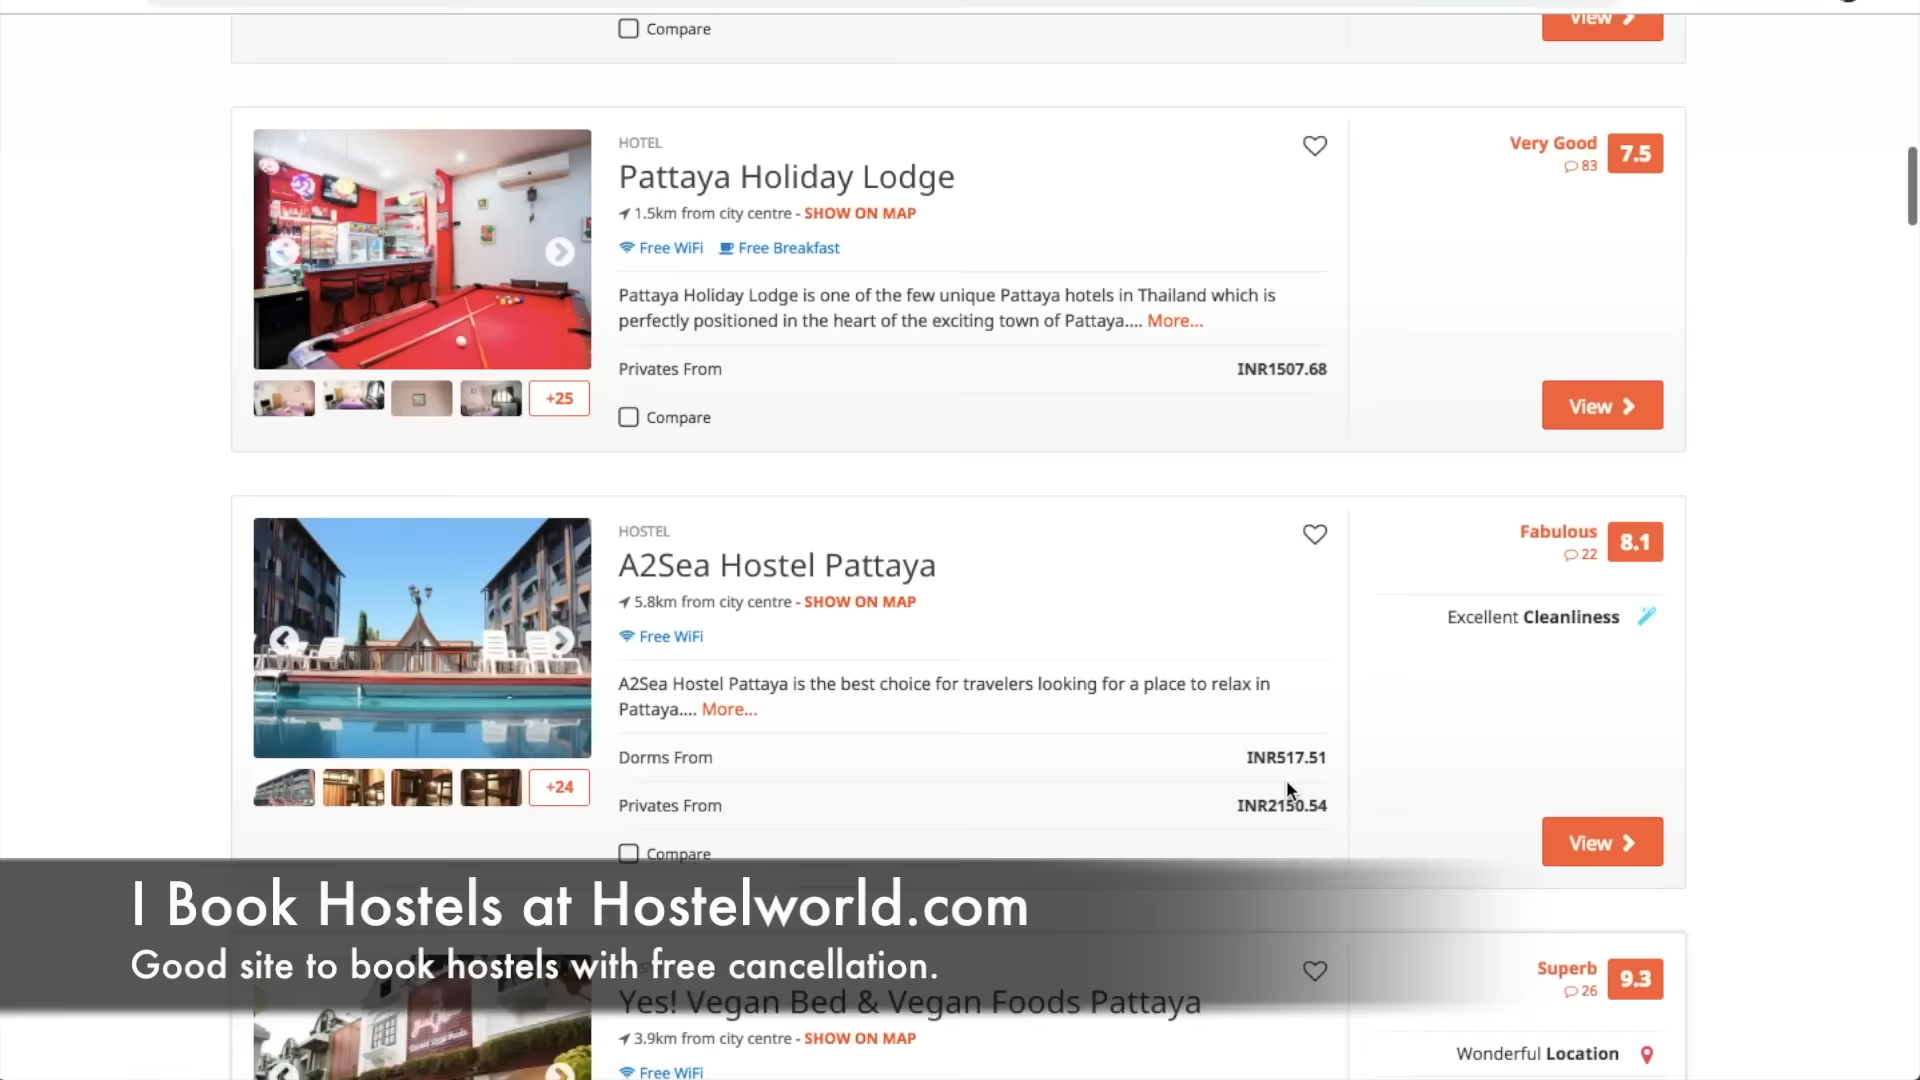 Compare
View
HOTEL
Very Good
7.5
Pattaya Holiday Lodge
83
1.5km from city centre - SHOW ON MAP
Free WiFi Free Breakfast
Pattaya Holiday Lodge is one of the few unique Pattaya hotels in Thailand which is
perfectly positioned in the heart of the exciting town of Pattaya.... More...
Privates From INR1507.68
+25
Compare
View
HOSTEL
Fabulous
8.1
A2Sea Hostel Pattaya
22
5.8km from city centre - SHOW ON MAP
Excellent Cleanliness
Free WiFi
A2Sea Hostel Pattaya is the best choice for travelers looking for a place to relax in
Pattaya.... More...
Dorms From INR517.51
+24
Privates From INR2150.54
View
Compare
I Book Hostels at Hostelworld.com
Good site to book hostels with free cancellation.
Superb
9.3
26
Yes! Vegan Bed & Vegan Foods Pattaya
3.9km from city centre - SHOW ON MAP
Wonderful Location
Free WiFi